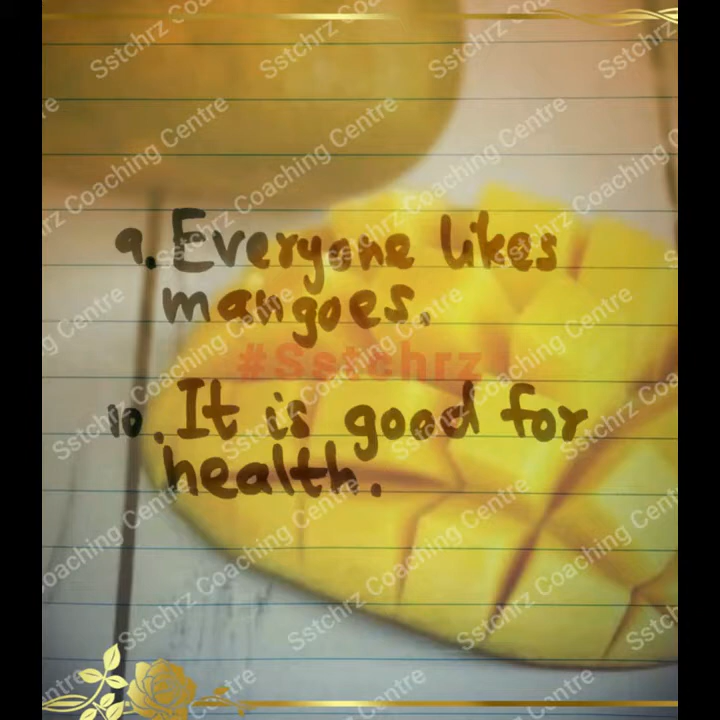 9. Everyone likes
mangoes.
#Sstchrz
10. It is good for
health.
Sstchrz Coaching Centre